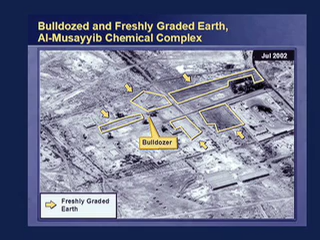 Bulldozed and Freshly Graded Earth,
Al-Musayyib Chemical Complex
Jul 2002
Bulldozer
Freshly Graded
Earth